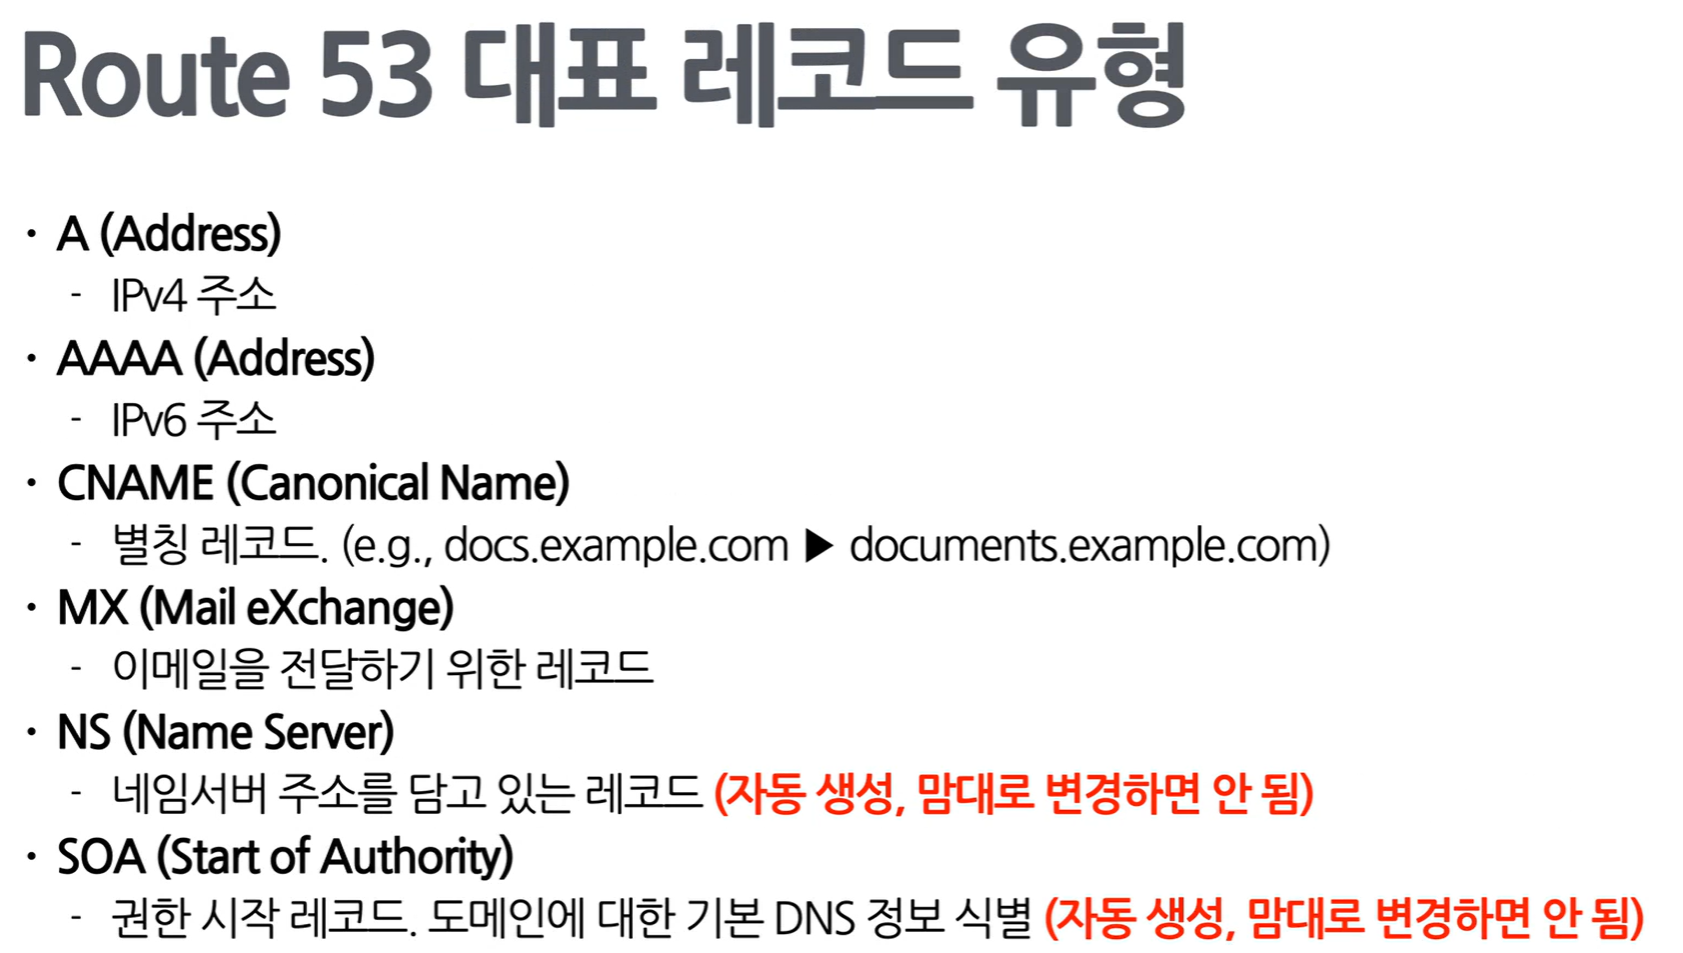 Route 53 대표 레코드 유형
· A (Address)
- IPv4 주소
· AAAA (Address)
- IPv6 주소
· CNAME (Canonical Name)
- 별칭 레코드. (e.g., docs.example.com ▶ documents.example.com)
· MX (Mail eXchange)
- 이메일을 전달하기 위한 레코드
· NS (Name Server)
- 네임서버 주소를 담고 있는 레코드 (자동 생성, 맘대로 변경하면 안 됨)
· SOA (Start of Authority)
- 권한 시작 레코드. 도메인에 대한 기본 DNS 정보 식별 (자동 생성, 맘대로 변경하면 안 됨)